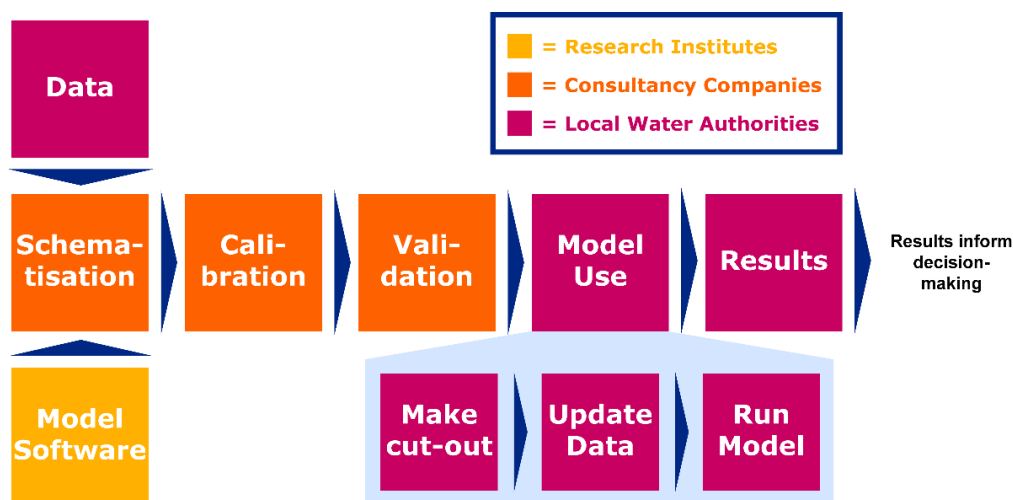 Data
= Research Institutes
= Consultancy Companies
= Local Water Authorities
Schema-
tisation
Cali-
bration
Vali-
dation
Model
Use
Results
Results inform
decision-
making
Model
Software
Make
cut-out
Update
Data
Run
Model